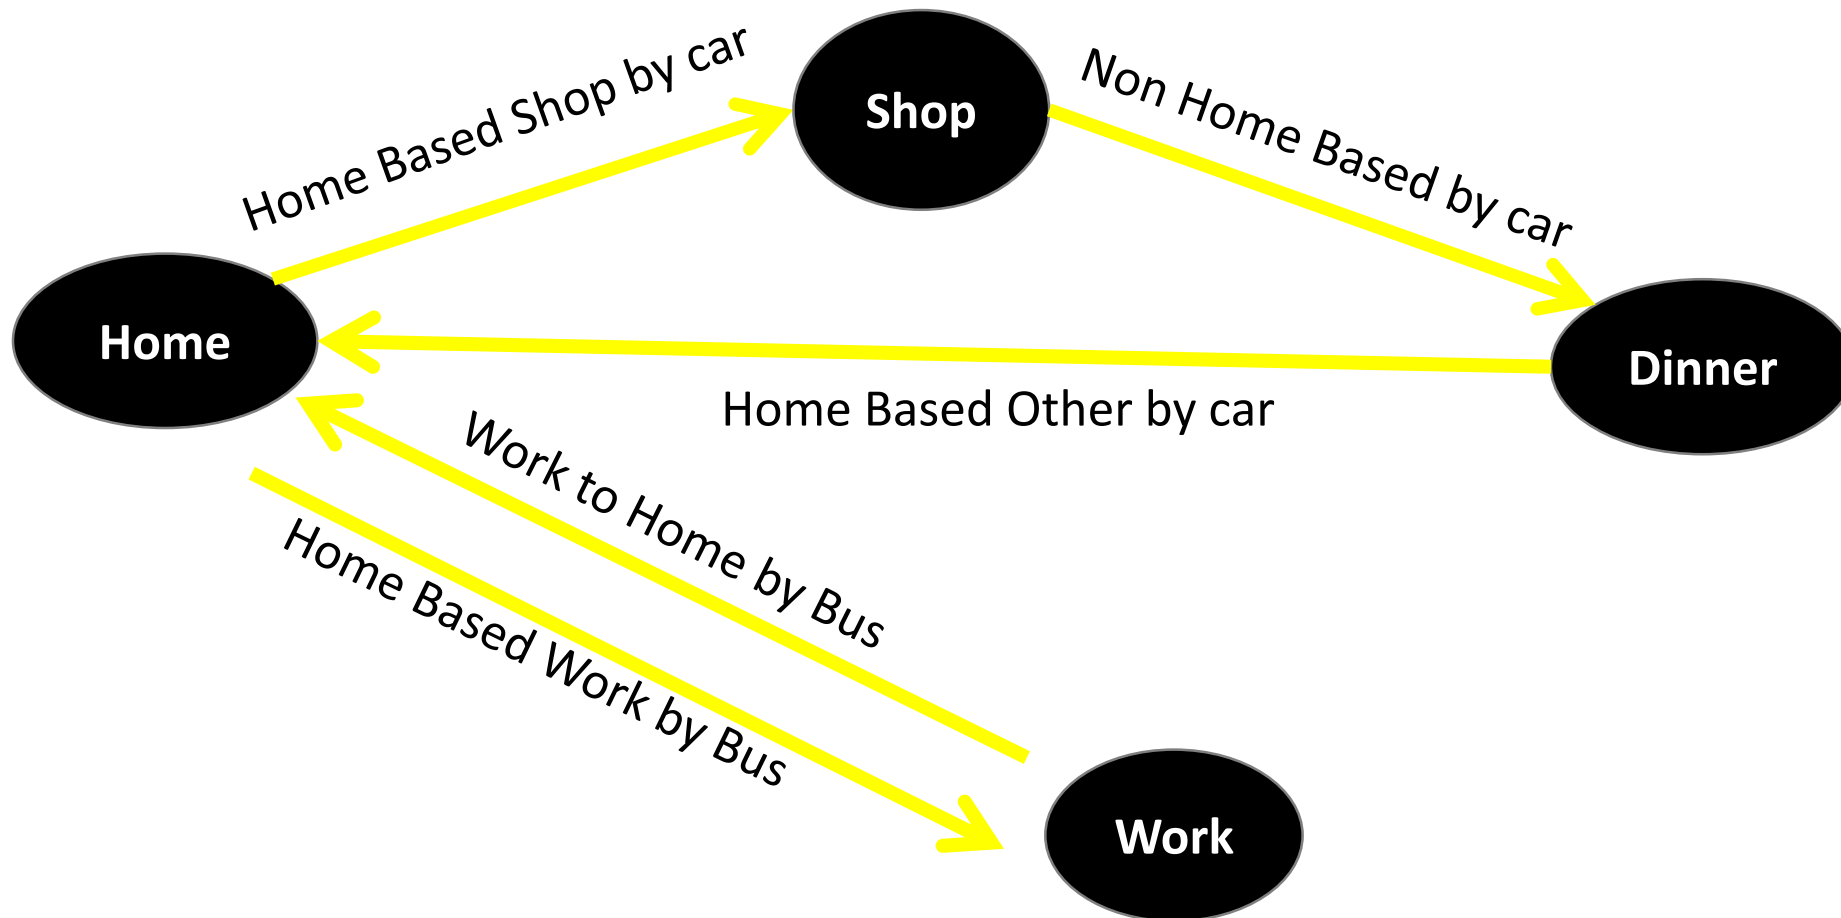 Home Based Shop by car
Shop
Non Home Based by car
Home
Dinner
Home Based Other by car
Work to Home by Bus
Home Based Work by Bus
Work